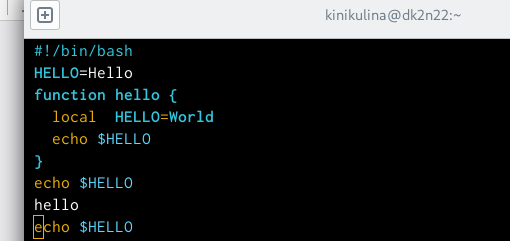 kinikulina@dk2n22:~
#!/bin/bash
HELLO=Hello
function hello {
  local  HELLO=World
  echo $HELLO
}
echo $HELLO
hello
echo $HELLO